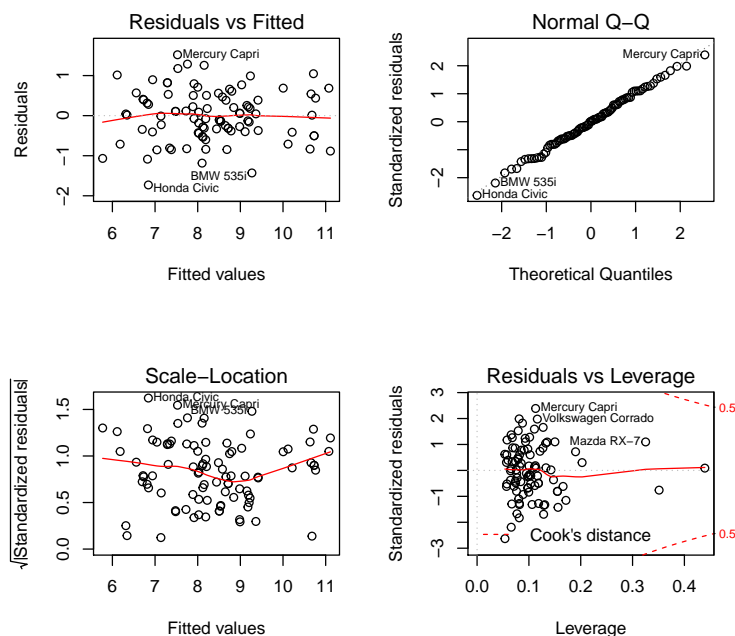 Residuals vs Fitted
Residuals
−2
−1
0
1
Mercury Capri
BMW 535i
Honda Civic
6 7 8 9 10 11
Fitted values
Normal Q−Q
Standardized residuals
−2
−1
0
1
2
Mercury Capri
BMW 535i
Honda Civic
−2 −1 0 1 2
Theoretical Quantiles
Scale−Location
√|Standardized residuals|
0.0
0.5
1.0
1.5
Honda Civic
Mercury Capri
BMW 535i
6 7 8 9 10 11
Fitted values
Residuals vs Leverage
Standardized residuals
−3
−1
0
1
2
3
Mercury Capri
Volkswagen Corrado
Mazda RX−7
Cook's distance
0.5
0.5
0.0 0.1 0.2 0.3 0.4
Leverage